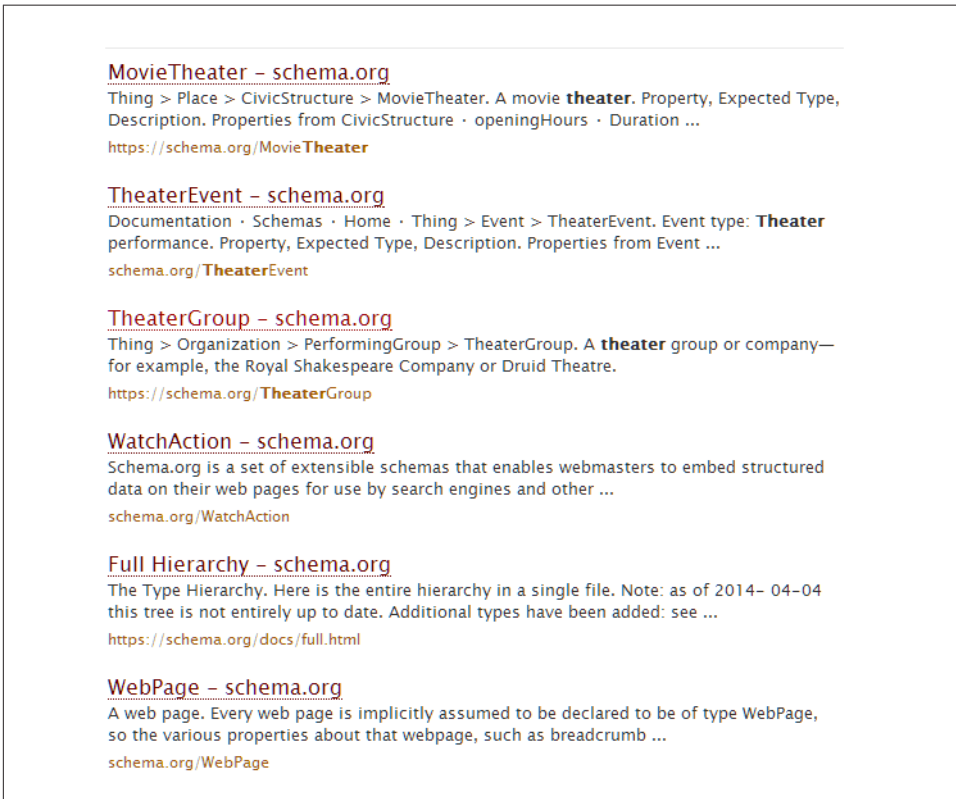 MovieTheater – schema.org
Thing > Place > CivicStructure > MovieTheater. A movie theater. Property, Expected Type,
Description. Properties from CivicStructure · openingHours · Duration ...
https://schema.org/MovieTheater
TheaterEvent – schema.org
Documentation · Schemas · Home · Thing > Event > TheaterEvent. Event type: Theater
performance. Property, Expected Type, Description. Properties from Event ...
schema.org/TheaterEvent
TheaterGroup – schema.org
Thing > Organization > PerformingGroup > TheaterGroup. A theater group or company—
for example, the Royal Shakespeare Company or Druid Theatre.
https://schema.org/TheaterGroup
WatchAction – schema.org
Schema.org is a set of extensible schemas that enables webmasters to embed structured
data on their web pages for use by search engines and other ...
schema.org/WatchAction
Full Hierarchy – schema.org
The Type Hierarchy. Here is the entire hierarchy in a single file. Note: as of 2014– 04–04
this tree is not entirely up to date. Additional types have been added: see ...
https://schema.org/docs/full.html
WebPage – schema.org
A web page. Every web page is implicitly assumed to be declared to be of type WebPage,
so the various properties about that webpage, such as breadcrumb ...
schema.org/WebPage